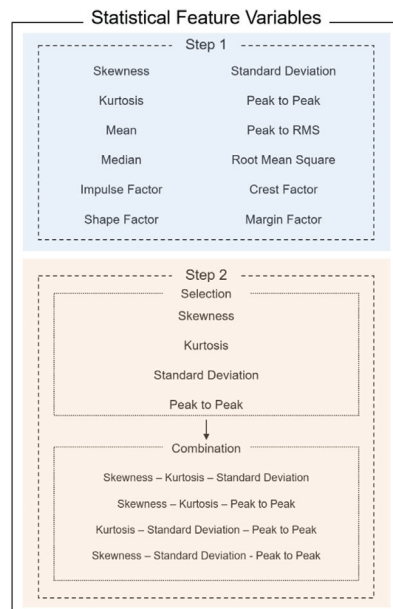 Statistical Feature Variables
Step 1
Skewness Standard Deviation
Kurtosis Peak to Peak
Mean Peak to RMS
Median Root Mean Square
Impulse Factor Crest Factor
Shape Factor Margin Factor
Step 2
Selection
Skewness
Kurtosis
Standard Deviation
Peak to Peak
Combination
Skewness – Kurtosis – Standard Deviation
Skewness – Kurtosis – Peak to Peak
Kurtosis – Standard Deviation – Peak to Peak
Skewness – Standard Deviation - Peak to Peak